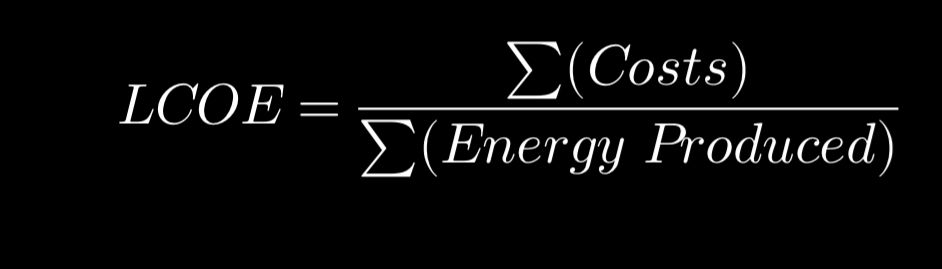 LCOE = ∑(Costs) / ∑(Energy Produced)